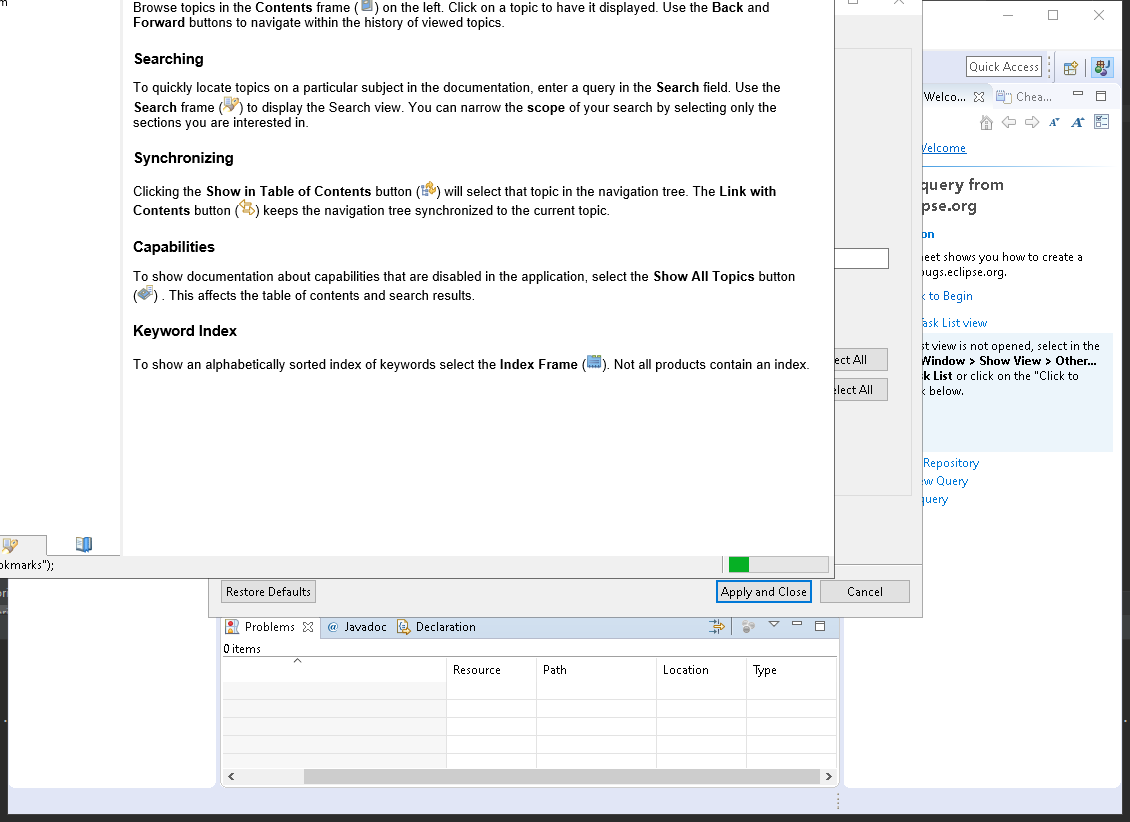 Browse topics in the Contents frame ( ) on the left. Click on a topic to have it displayed. Use the Back and
Forward buttons to navigate within the history of viewed topics.
Searching
To quickly locate topics on a particular subject in the documentation, enter a query in the Search field. Use the
Search frame ( ) to display the Search view. You can narrow the scope of your search by selecting only the
sections you are interested in.
Synchronizing
Clicking the Show in Table of Contents button ( ) will select that topic in the navigation tree. The Link with
Contents button ( ) keeps the navigation tree synchronized to the current topic.
Capabilities
To show documentation about capabilities that are disabled in the application, select the Show All Topics button
( ) . This affects the table of contents and search results.
Keyword Index
To show an alphabetically sorted index of keywords select the Index Frame ( ). Not all products contain an index.
okmarks");
ect All
elect All
Restore Defaults
Apply and Close
Cancel
Quick Access
Welco...
Chea...
Welcome
query from
pse.org
on
eet shows you how to create a
bugs.eclipse.org.
k to Begin
Task List view
st view is not opened, select in the
Window > Show View > Other...
k List or click on the "Click to
k below.
Repository
ew Query
query
Problems
@ Javadoc
Declaration
0 items
Resource
Path
Location
Type